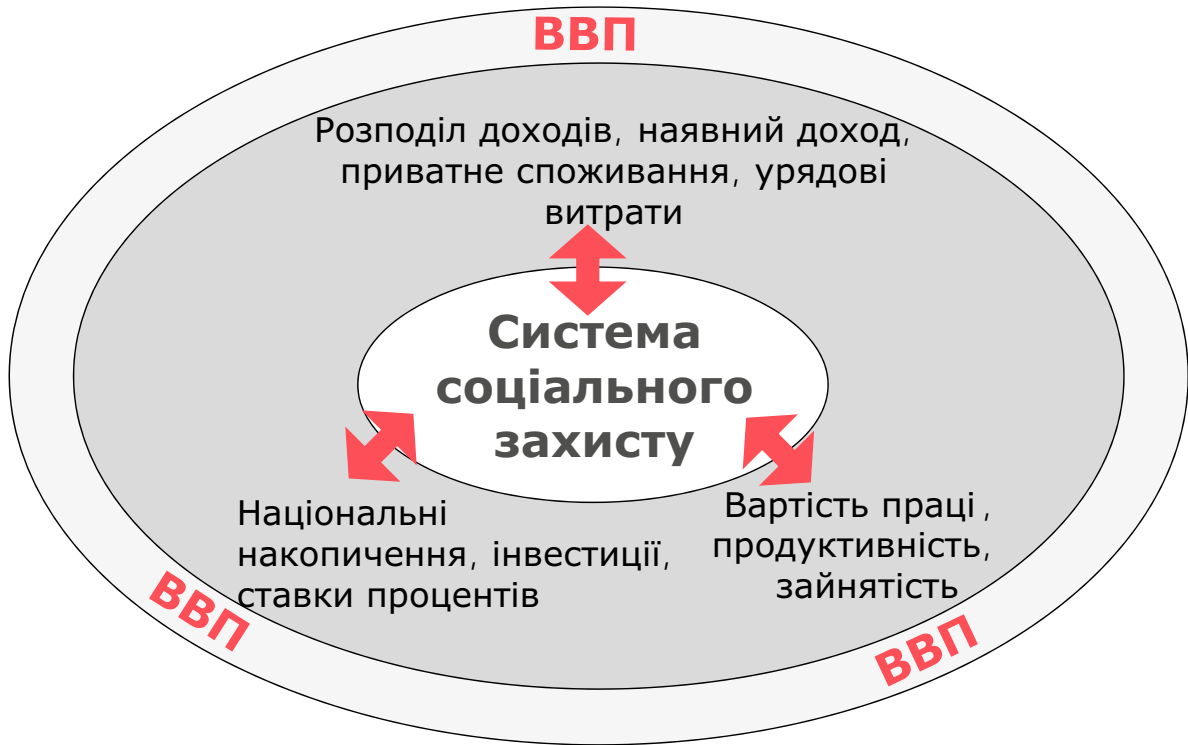 ВВП
Розподіл доходів, наявний доход,
приватне споживання, урядові
витрати
Система
соціального
захисту
Національні
накопичення, інвестиції,
ставки процентів
Вартість праці,
продуктивність,
зайнятість
ВВП
ВВП